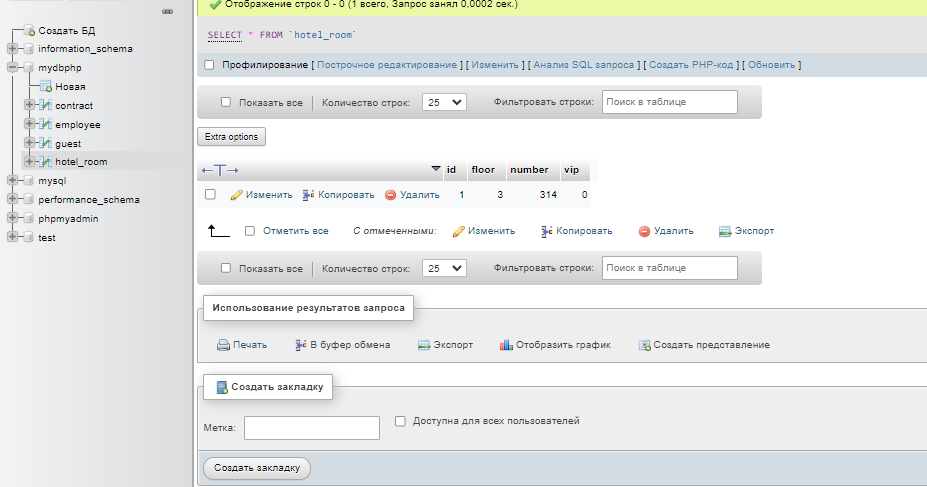 Отображение строк 0 - 0 (1 всего, Запрос занял 0,0002 сек.)
SELECT * FROM `hotel_room`
Профилирование [ Построчное редактирование ] [ Изменить ] [ Анализ SQL запроса ] [ Создать PHP-код ] [ Обновить ]
Показать все Количество строк: 25 Фильтровать строки: Поиск в таблице
Extra options
id floor number vip
Изменить Копировать Удалить 1 3 314 0
Отметить все С отмеченными: Изменить Копировать Удалить Экспорт
Показать все Количество строк: 25 Фильтровать строки: Поиск в таблице
Использование результатов запроса
Печать В буфер обмена Экспорт Отобразить график Создать представление
Создать закладку
Метка: Доступна для всех пользователей
Создать закладку
Создать БД
information_schema
mydbphp
Новая
contract
employee
guest
hotel_room
mysql
performance_schema
phpmyadmin
test